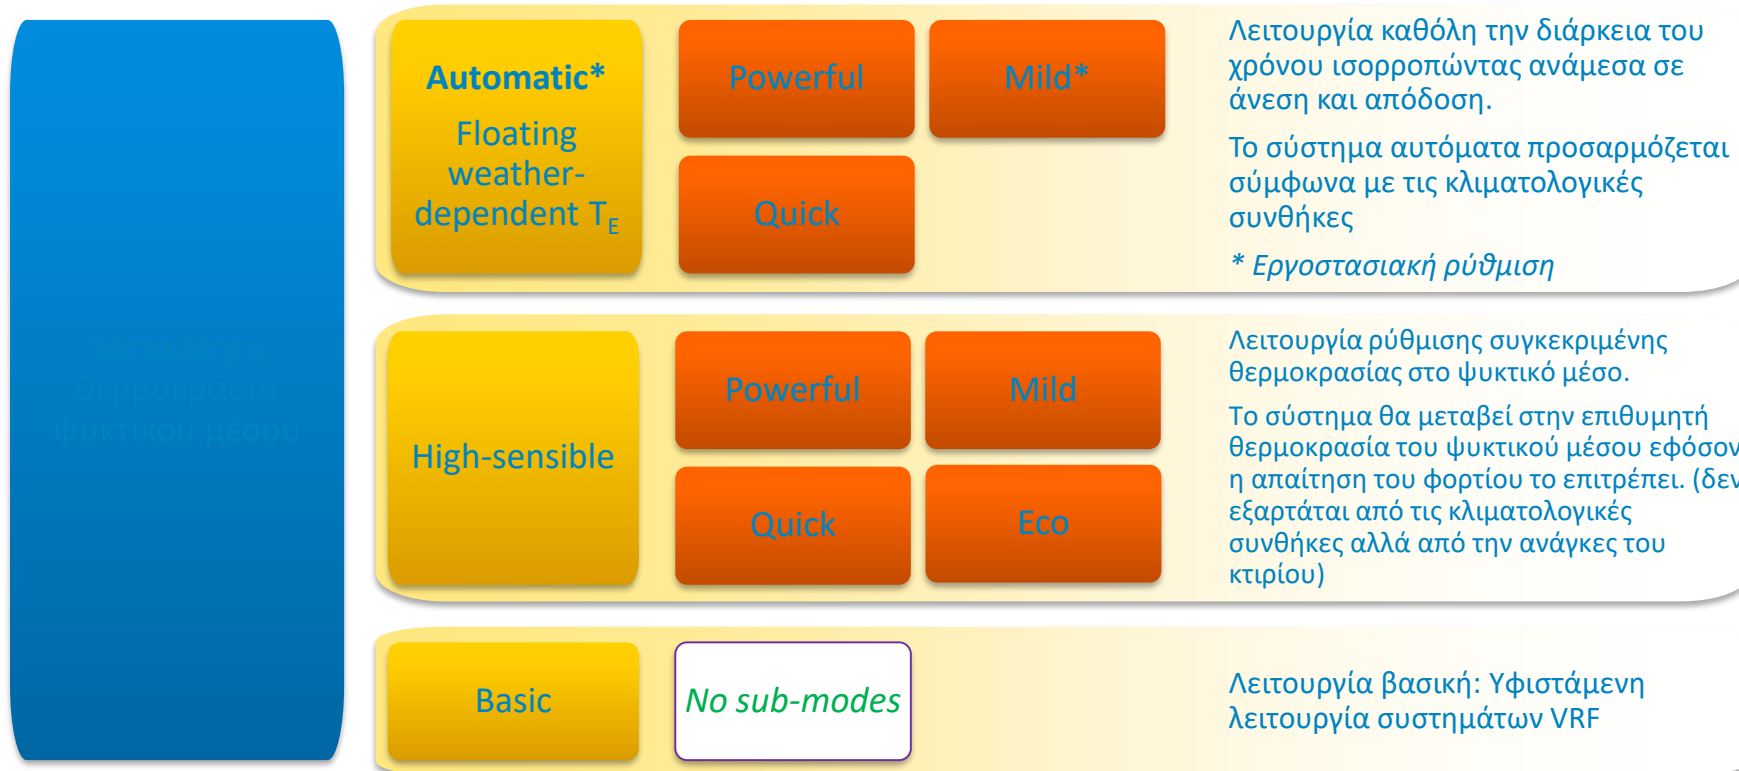 Μεταβλητή
θερμοκρασία
ψυκτικού μέσου
Automatic*
Floating
weather-
dependent TE
Powerful
Mild*
Quick
Λειτουργία καθόλη την διάρκεια του
χρόνου ισορροπώντας ανάμεσα σε
άνεση και απόδοση.
Το σύστημα αυτόματα προσαρμόζεται
σύμφωνα με τις κλιματολογικές
συνθήκες
* Εργοστασιακή ρύθμιση
High-sensible
Powerful
Mild
Quick
Eco
Λειτουργία ρύθμισης συγκεκριμένης
θερμοκρασίας στο ψυκτικό μέσο.
Το σύστημα θα μεταβεί στην επιθυμητή
θερμοκρασία του ψυκτικού μέσου εφόσον
η απαίτηση του φορτίου το επιτρέπει. (δεν
εξαρτάται από τις κλιματολογικές
συνθήκες αλλά από την ανάγκες του
κτιρίου)
Basic
No sub-modes
Λειτουργία βασική: Υφιστάμενη
λειτουργία συστημάτων VRF